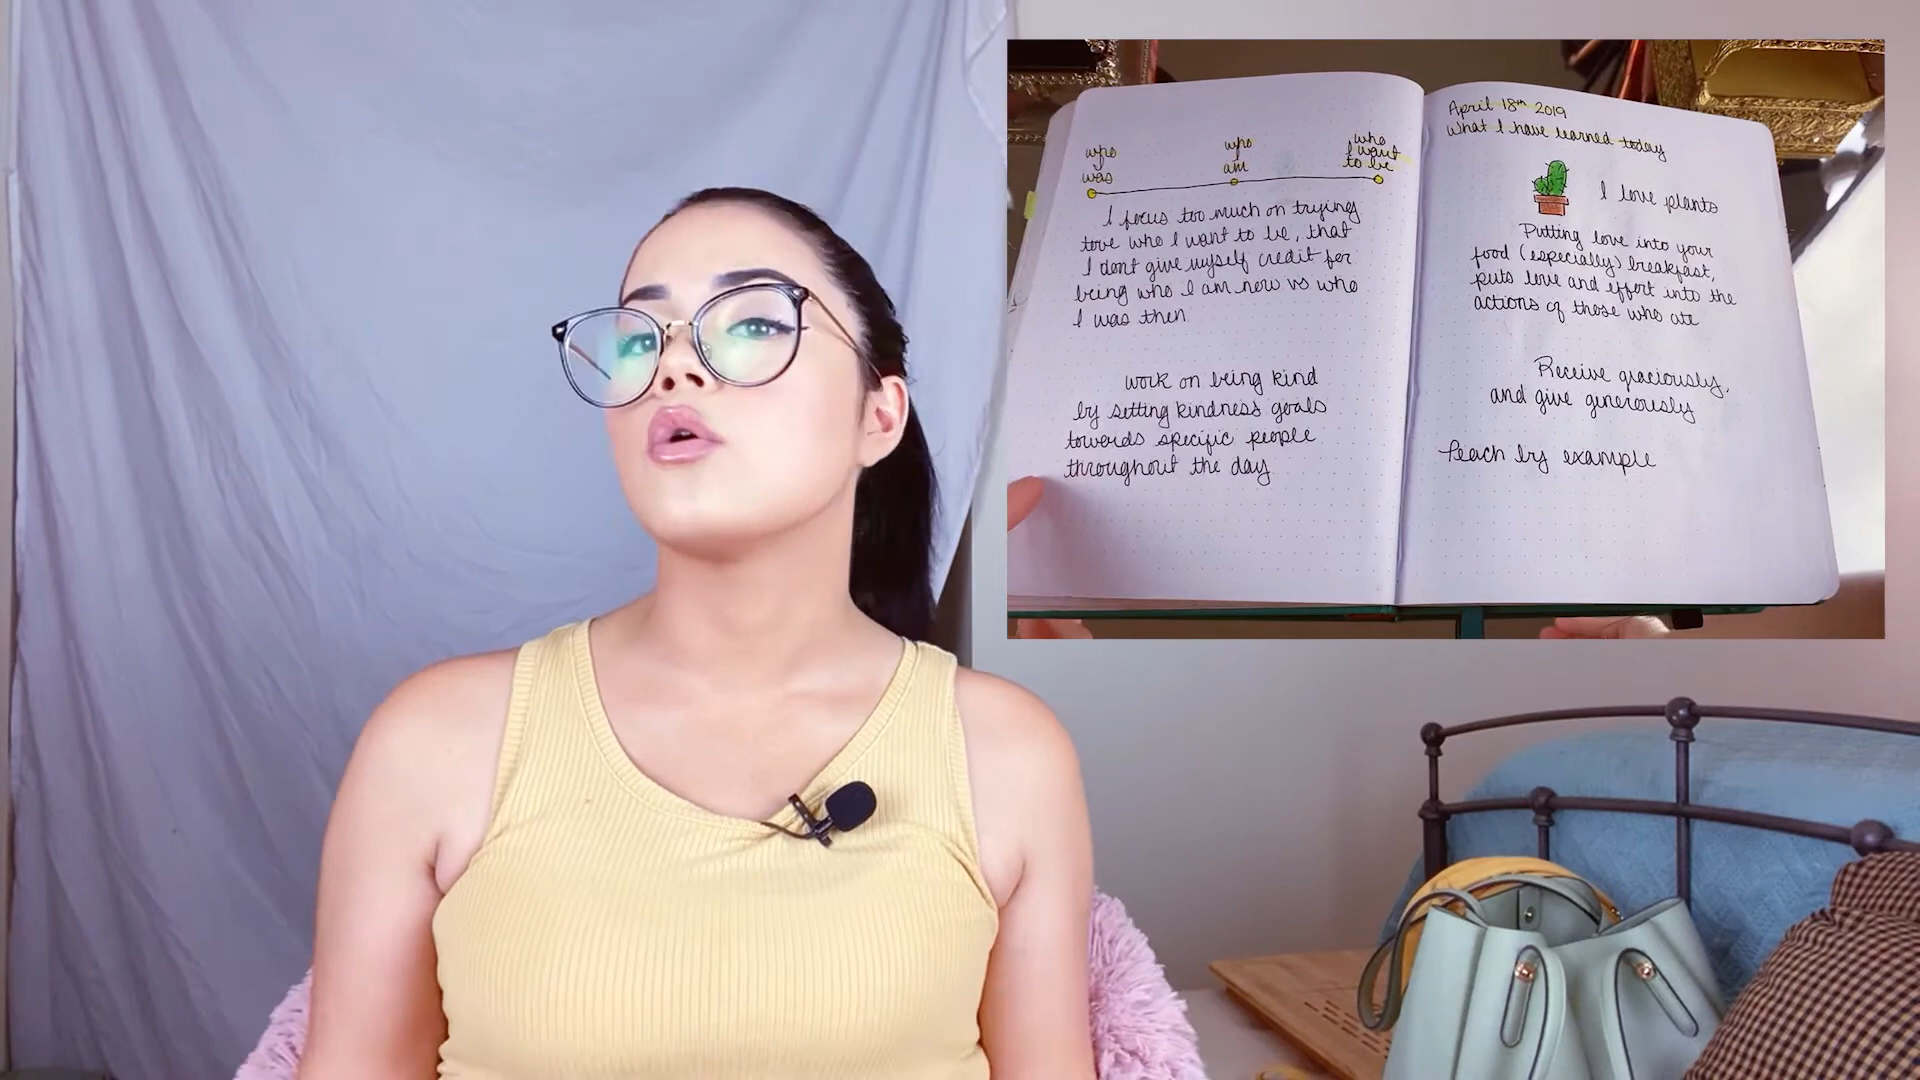 who
I
was
who
I
am
who
I want
to be
I focus too much on trying
to be who I want to be, that
I dont give myself credit for
being who I am now vs who
I was then
work on being kind
by setting kindness goals
towards specific people
throughout the day
April 18th 2019
What I have learned today
I love plants
Putting love into your
food (especially) breakfast,
puts love and effort into the
actions of those who ate
Receive graciously,
and give generously
Teach by example